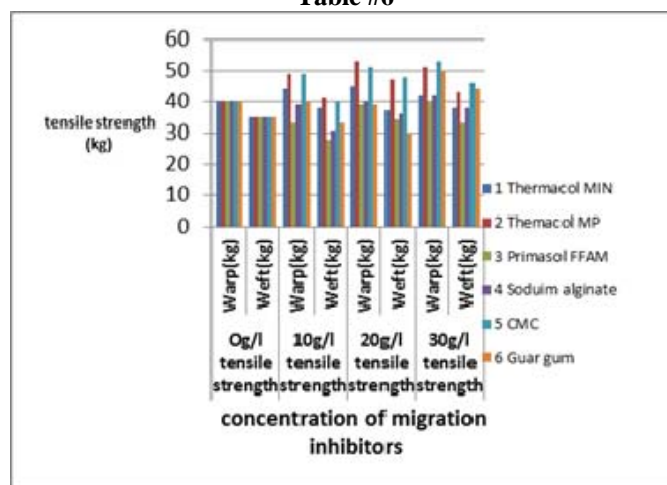 Table #6
60
50
40
30
20
10
0
tensile strength
(kg)
Warp(kg)
Weft(kg)
Warp(kg)
Weft(kg)
Warp(kg)
Weft(kg)
Warp(kg)
Weft(kg)
Og/l 10g/l 20g/l 30g/l
tensile tensile tensile tensile
strength strength strength strength
concentration of migration
inhibitors
1 Thermacol MIN
2 Themacol MP
3 Primasol FFAM
4 Soduim alginate
5 CMC
6 Guar gum